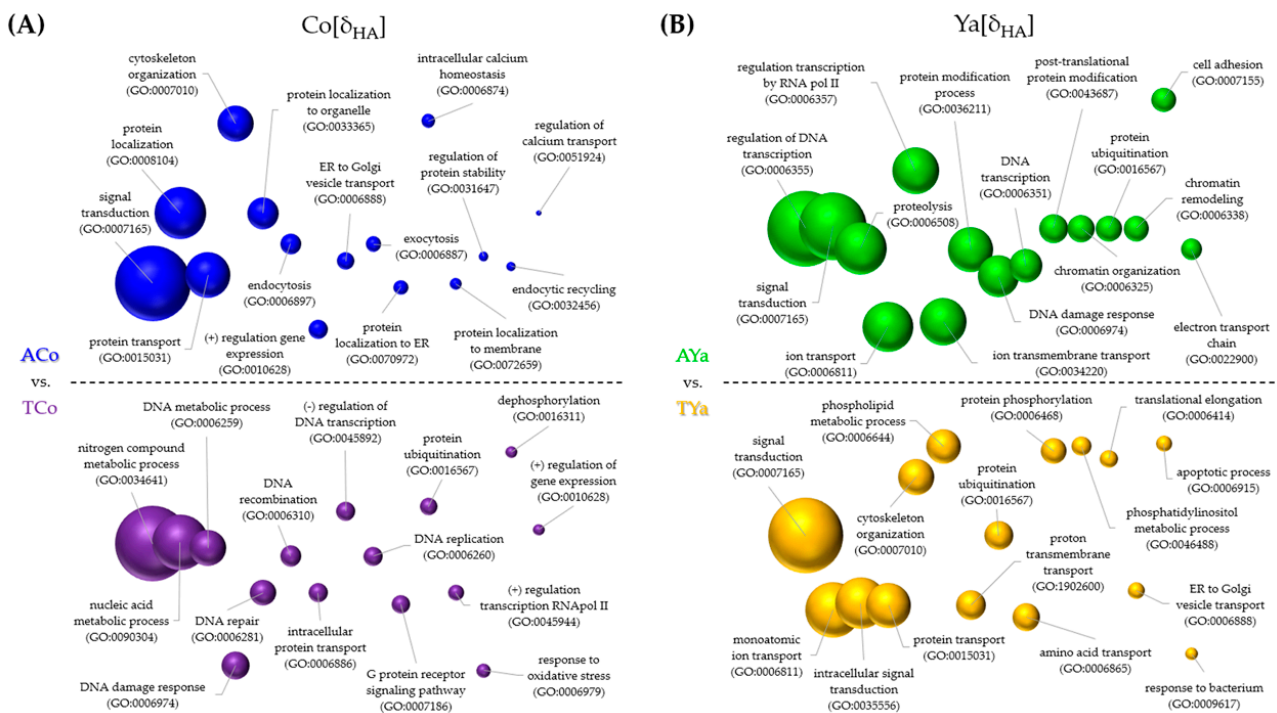 (A)
Co[δHA]
cytoskeleton
organization
(GO:0007010)
protein localization
to organelle
(GO:0033365)
intracellular calcium
homeostasis
(GO:0006874)
regulation of
calcium transport
(GO:0051924)
protein
localization
(GO:0008104)
ER to Golgi
vesicle transport
(GO:0006888)
regulation of
protein stability
(GO:0031647)
signal
transduction
(GO:0007165)
exocytosis
(GO:0006887)
endocytosis
(GO:0006897)
endocytic recycling
(GO:0032456)
protein transport
(GO:0015031)
(+) regulation gene
expression
(GO:0010628)
protein
localization to ER
(GO:0070972)
protein localization
to membrane
(GO:0072659)
ACo
vs.
TCo
DNA metabolic process
(GO:0006259)
(-) regulation of
DNA transcription
(GO:0045892)
dephosphorylation
(GO:0016311)
nitrogen compound
metabolic process
(GO:0034641)
protein
ubiquitination
(GO:0016567)
(+) regulation of
gene expression
(GO:0010628)
DNA
recombination
(GO:0006310)
DNA replication
(GO:0006260)
nucleic acid
metabolic process
(GO:0090304)
DNA repair
(GO:0006281)
intracellular
protein transport
(GO:0006886)
(+) regulation
transcription RNApol II
(GO:0045944)
DNA damage response
(GO:0006974)
G protein receptor
signaling pathway
(GO:0007186)
response to
oxidative stress
(GO:0006979)
(B)
Ya[δHA]
regulation transcription
by RNA pol II
(GO:0006357)
protein modification
process
(GO:0036211)
post-translational
protein modification
(GO:0043687)
cell adhesion
(GO:0007155)
regulation of DNA
transcription
(GO:0006355)
DNA
transcription
(GO:0006351)
protein
ubiquitination
(GO:0016567)
chromatin
remodeling
(GO:0006338)
proteolysis
(GO:0006508)
signal
transduction
(GO:0007165)
chromatin organization
(GO:0006325)
DNA damage response
(GO:0006974)
electron transport
chain
(GO:0022900)
ion transport
(GO:0006811)
ion transmembrane transport
(GO:0034220)
AYa
vs.
TYa
phospholipid
metabolic process
(GO:0006644)
protein phosphorylation
(GO:0006468)
translational elongation
(GO:0006414)
signal
transduction
(GO:0007165)
protein
ubiquitination
(GO:0016567)
apoptotic process
(GO:0006915)
cytoskeleton
organization
(GO:0007010)
phosphatidylinositol
metabolic process
(GO:0046488)
proton
transmembrane
transport
(GO:1902600)
ER to Golgi
vesicle transport
(GO:0006888)
monoatomic
ion transport
(GO:0006811)
protein transport
(GO:0015031)
amino acid transport
(GO:0006865)
intracellular signal
transduction
(GO:0035556)
response to bacterium
(GO:0009617)